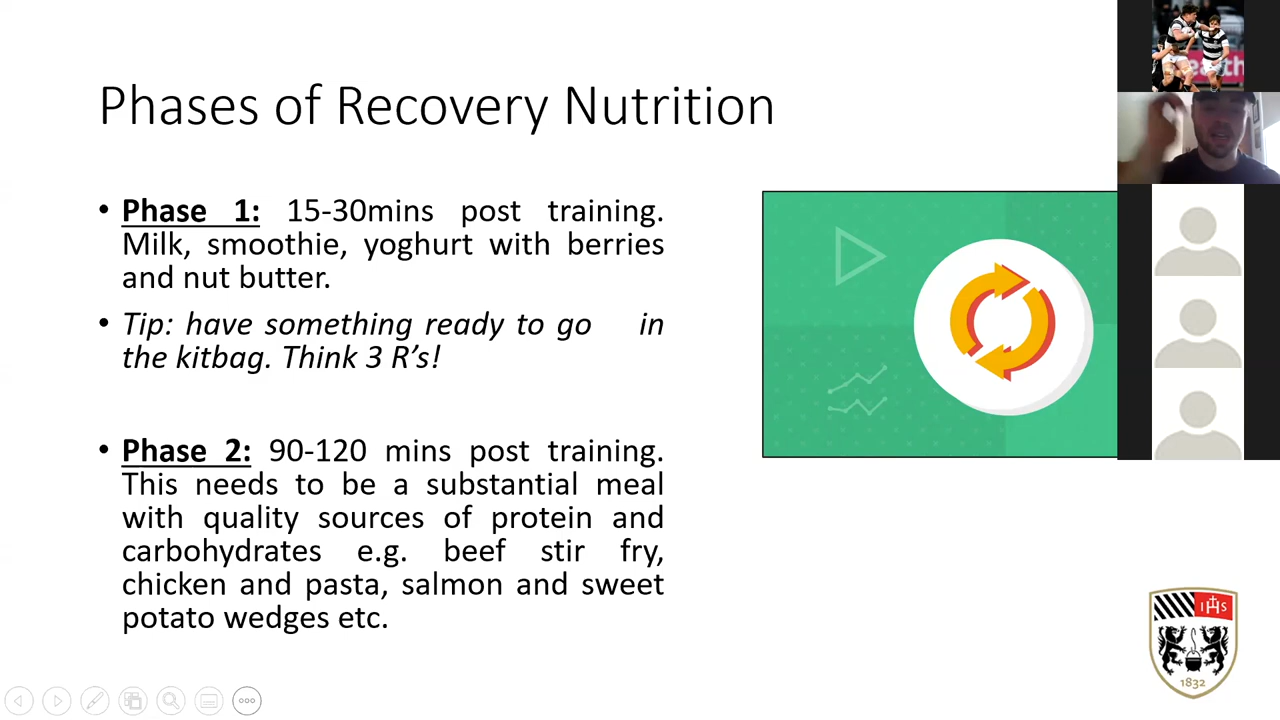 Phases of Recovery Nutrition
• Phase 1: 15-30mins post training.
Milk, smoothie, yoghurt with berries
and nut butter.
• Tip: have something ready to go in
the kitbag. Think 3 R’s!
• Phase 2: 90-120 mins post training.
This needs to be a substantial meal
with quality sources of protein and
carbohydrates e.g. beef stir fry,
chicken and pasta, salmon and sweet
potato wedges etc.
IHS
1832